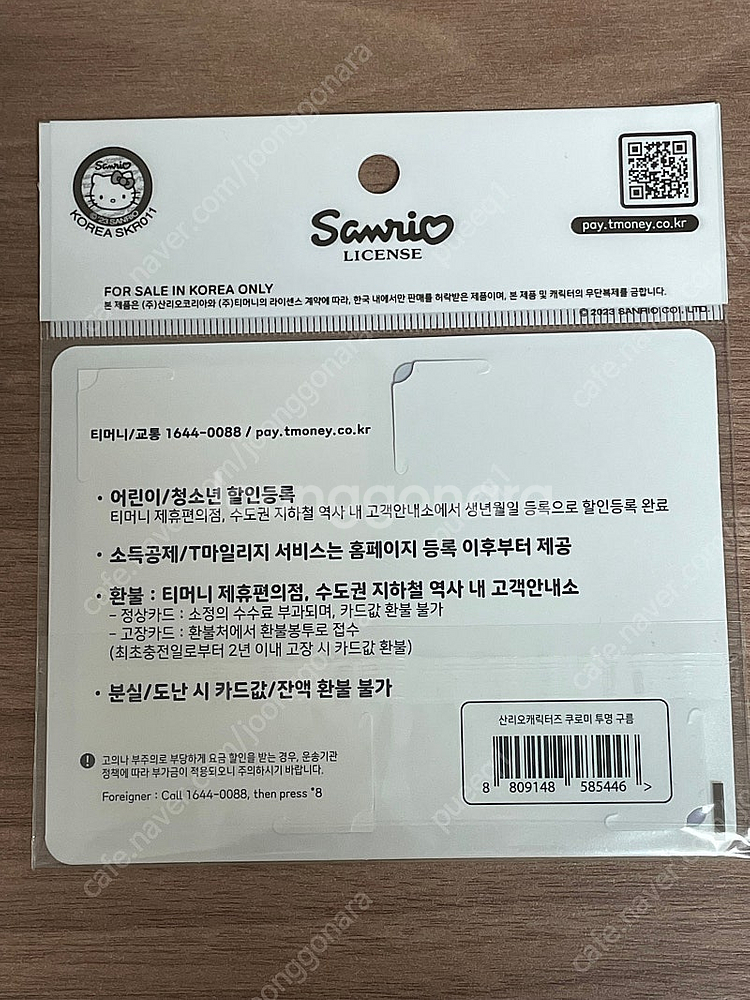 Sanrio
© '23 SANRIO
KOREA SKR011
Sanrio
LICENSE
pay.tmoney.co.kr
FOR SALE IN KOREA ONLY
본 제품은 (주)산리오코리아와 (주)티머니의 라이센스 계약에 따라, 한국 내에서만 판매를 허락받은 제품이며, 본 제품 및 캐릭터의 무단복제를 금합니다.
© 2023 SANRIO CO., LTD.
티머니/교통 1644-0088 / pay.tmoney.co.kr
• 어린이/청소년 할인등록
티머니 제휴편의점, 수도권 지하철 역사 내 고객안내소에서 생년월일 등록으로 할인등록 완료
• 소득공제/T마일리지 서비스는 홈페이지 등록 이후부터 제공
• 환불 : 티머니 제휴편의점, 수도권 지하철 역사 내 고객안내소
- 정상카드 : 소정의 수수료 부과되며, 카드값 환불 불가
- 고장카드 : 환불처에서 환불봉투로 접수
(최초충전일로부터 2년 이내 고장 시 카드값 환불)
• 분실/도난 시 카드값/잔액 환불 불가
! 고의나 부주의로 부당하게 요금 할인을 받는 경우, 운송기관
정책에 따라 부가금이 적용되오니 주의하시기 바랍니다.
Foreigner : Call 1644-0088, then press *8
산리오캐릭터즈 쿠로미 투명 구름
8 809148 585446 >
cafe.naver.com/joonggonara